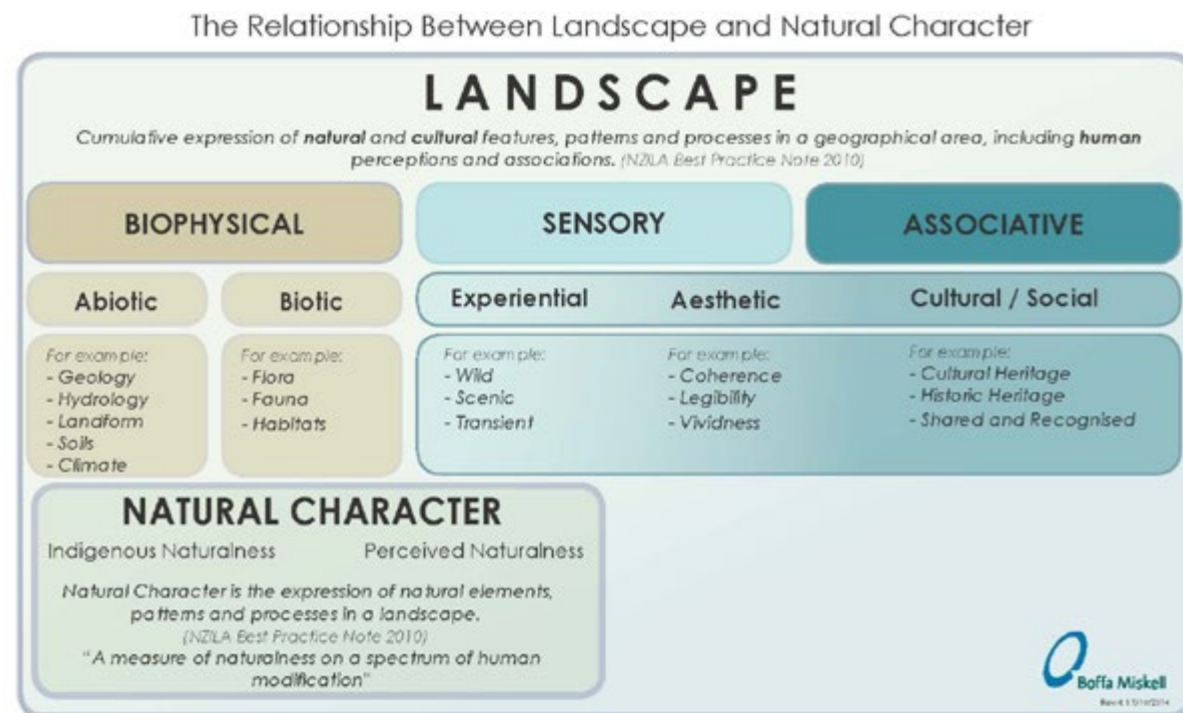 The Relationship Between Landscape and Natural Character
LANDSCAPE
Cumulative expression of natural and cultural features, patterns and processes in a geographical area, including human
perceptions and associations. (NZILA Best Practice Note 2010)
BIOPHYSICAL
SENSORY
ASSOCIATIVE
Abiotic
Biotic
Experiential
Aesthetic
Cultural / Social
For example:
- Geology
- Hydrology
- Landform
- Soils
- Climate
For example:
- Flora
- Fauna
- Habitats
For example:
- Wild
- Scenic
- Transient
For example:
- Coherence
- Legibility
- Vividness
For example:
- Cultural Heritage
- Historic Heritage
- Shared and Recognised
NATURAL CHARACTER
Indigenous Naturalness
Perceived Naturalness
Natural Character is the expression of natural elements,
patterns and processes in a landscape.
(NZILA Best Practice Note 2010)
"A measure of naturalness on a spectrum of human
modification"
Boffa Miskell